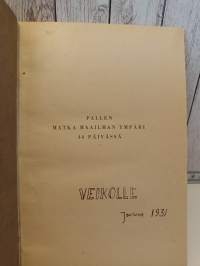 PALLEN
MATKA MAAILMAN YMPÄRI
44 PÄIVÄSSÄ
VEIKOLLE
1931